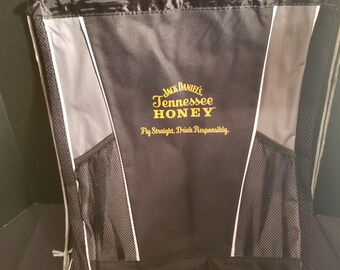 JACK DANIEL'S
Tennessee
HONEY
Fly Straight. Drink Responsibly.